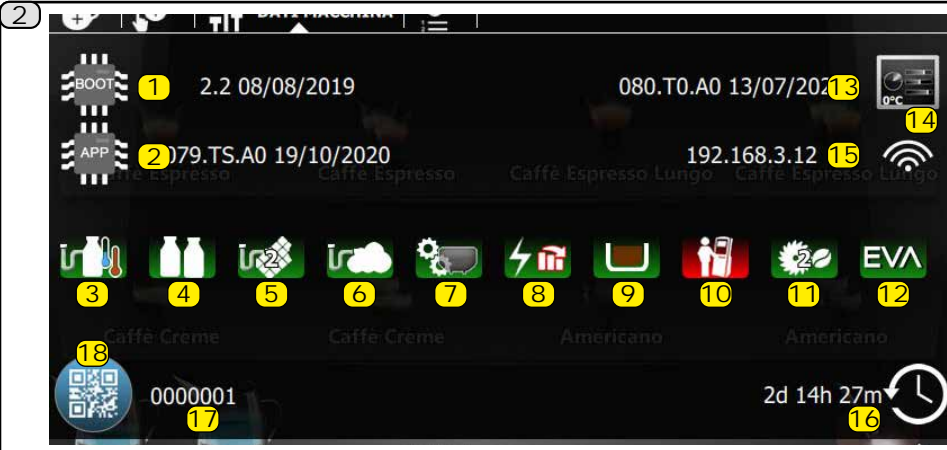 2
DATI MACCHINA
BOOT 1 2.2 08/08/2019 080.T0.A0 13/07/202 13
0°C
14
APP 2 079.TS.A0 19/10/2020 192.168.3.12 15
Caffè Espresso Caffè Espresso Caffè Espresso Lungo Caffè Espresso Lungo
2 2 EVA
3 4 5 6 7 8 9 10 11 12
Caffè Crème Caffè Crème Americano Americano
18
0000001 2d 14h 27m
17 16